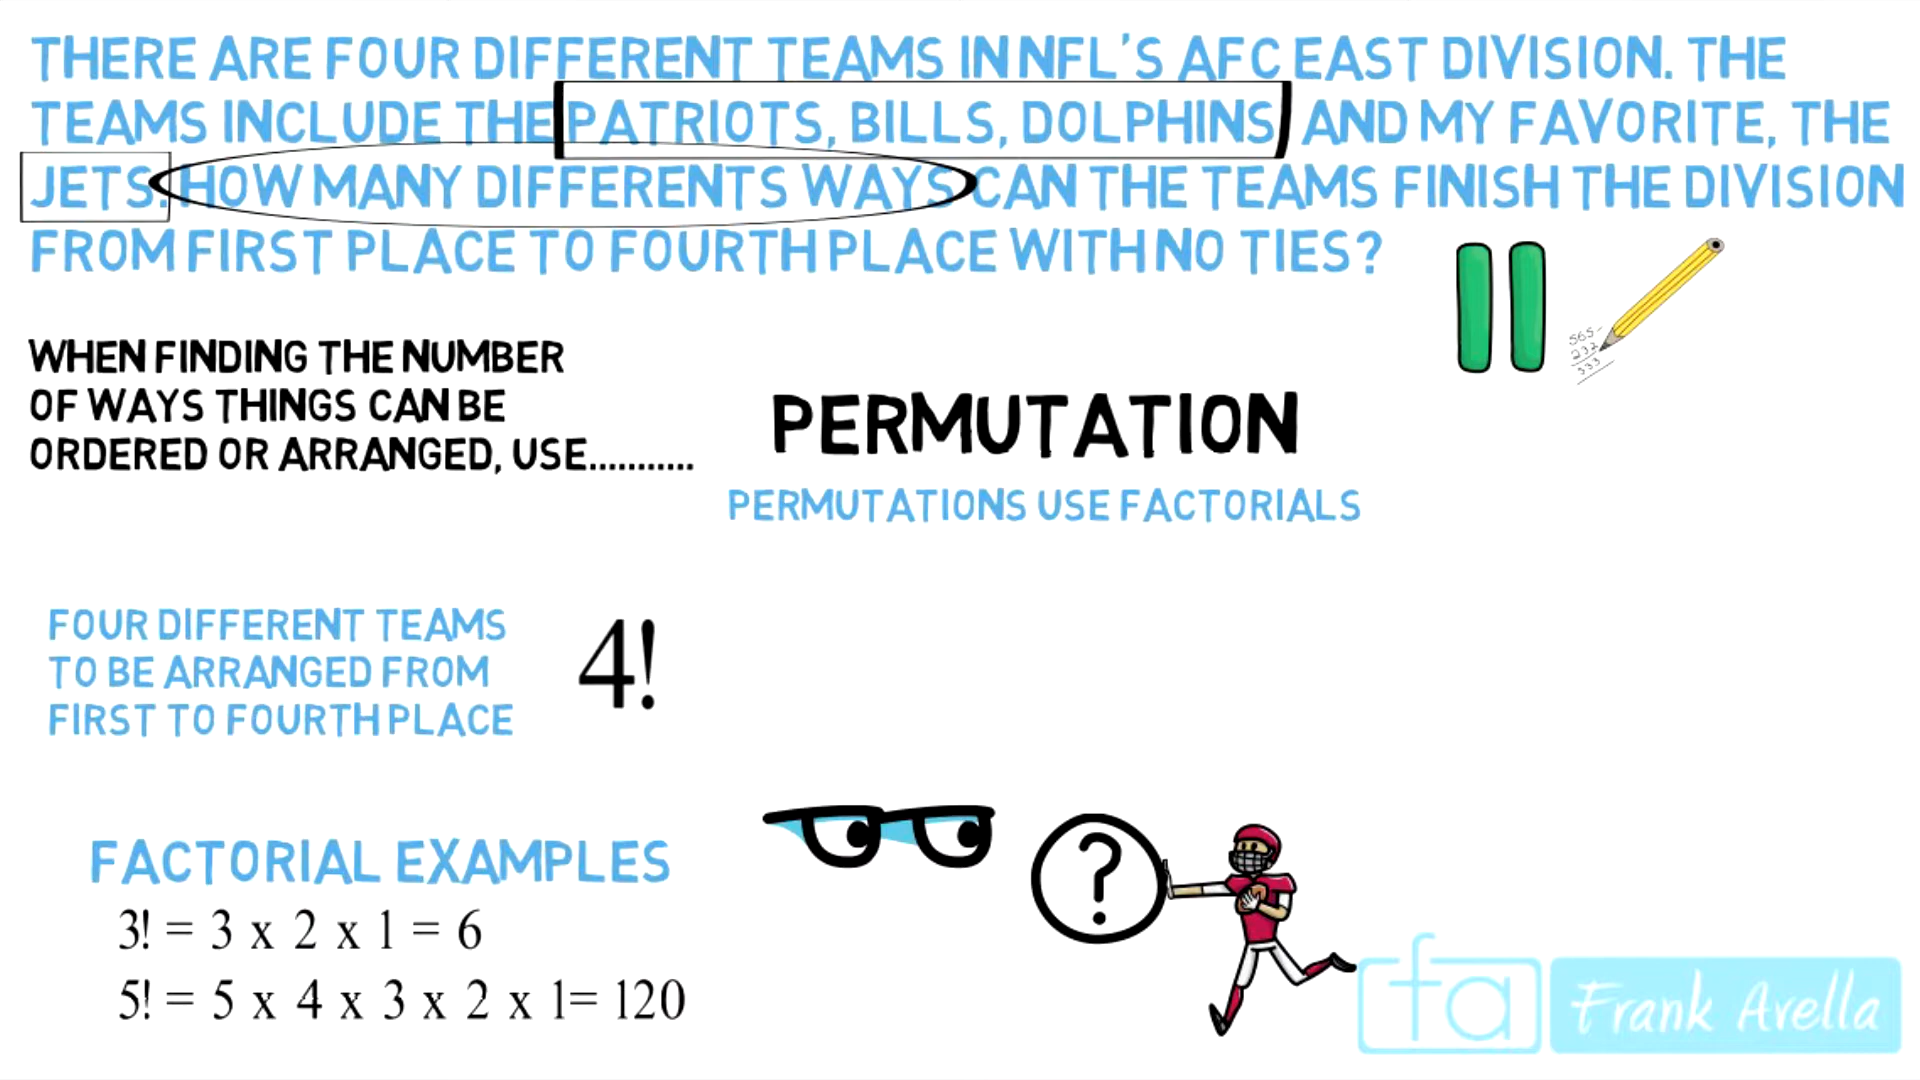 THERE ARE FOUR DIFFERENT TEAMS IN NFL'S AFC EAST DIVISION. THE
TEAMS INCLUDE THE PATRIOTS, BILLS, DOLPHINS, AND MY FAVORITE, THE
JETS. HOW MANY DIFFERENTS WAYS CAN THE TEAMS FINISH THE DIVISION
FROM FIRST PLACE TO FOURTH PLACE WITH NO TIES?
565-
232
333
WHEN FINDING THE NUMBER
OF WAYS THINGS CAN BE
ORDERED OR ARRANGED, USE...........
PERMUTATION
PERMUTATIONS USE FACTORIALS
FOUR DIFFERENT TEAMS
TO BE ARRANGED FROM
FIRST TO FOURTH PLACE
4!
FACTORIAL EXAMPLES
3! = 3 x 2 x 1 = 6
5! = 5 x 4 x 3 x 2 x 1= 120
?
fa Frank Avella